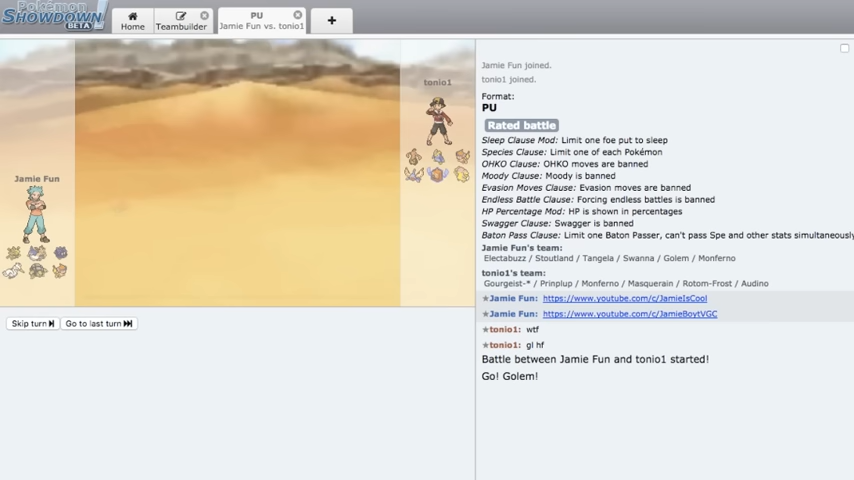 Pokémon
SHOWDOWN
BETA
Home
Teambuilder
PU
Jamie Fun vs. tonio1
+
tonio1
Jamie Fun
Skip turn
Go to last turn
Jamie Fun joined.
tonio1 joined.
Format:
PU
Rated battle
Sleep Clause Mod: Limit one foe put to sleep
Species Clause: Limit one of each Pokémon
OHKO Clause: OHKO moves are banned
Moody Clause: Moody is banned
Evasion Moves Clause: Evasion moves are banned
Endless Battle Clause: Forcing endless battles is banned
HP Percentage Mod: HP is shown in percentages
Swagger Clause: Swagger is banned
Baton Pass Clause: Limit one Baton Passer, can't pass Spe and other stats simultaneously
Jamie Fun's team:
Electabuzz / Stoutland / Tangela / Swanna / Golem / Monferno
tonio1's team:
Gourgeist-* / Prinplup / Monferno / Masquerain / Rotom-Frost / Audino
★Jamie Fun: https://www.youtube.com/c/JamieIsCool
★Jamie Fun: https://www.youtube.com/c/JamieBoytVGC
★tonio1: wtf
★tonio1: gl hf
Battle between Jamie Fun and tonio1 started!
Go! Golem!